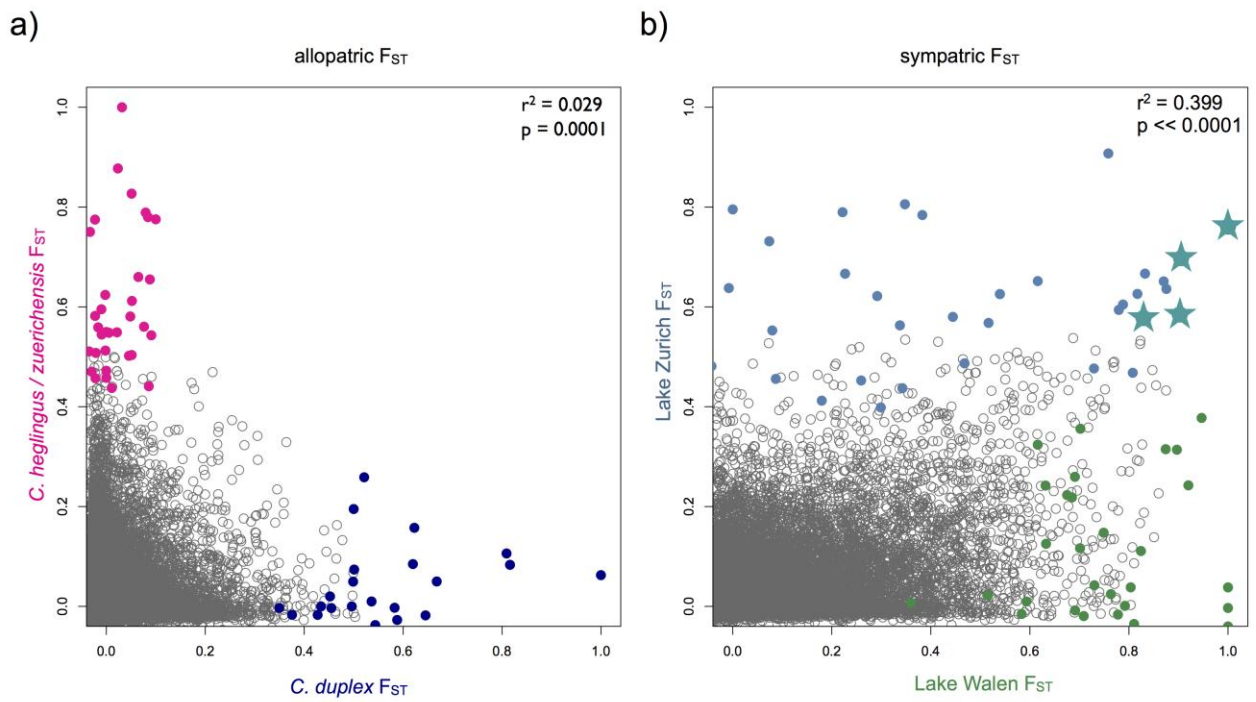 a)
allopatric FST
r² = 0.029
p = 0.0001
C. heglingus / zuerichensis FST
1.0
0.8
0.6
0.4
0.2
0.0
0.0 0.2 0.4 0.6 0.8 1.0
C. duplex FST
b)
sympatric FST
r² = 0.399
p << 0.0001
Lake Zurich FST
1.0
0.8
0.6
0.4
0.2
0.0
0.0 0.2 0.4 0.6 0.8 1.0
Lake Walen FST